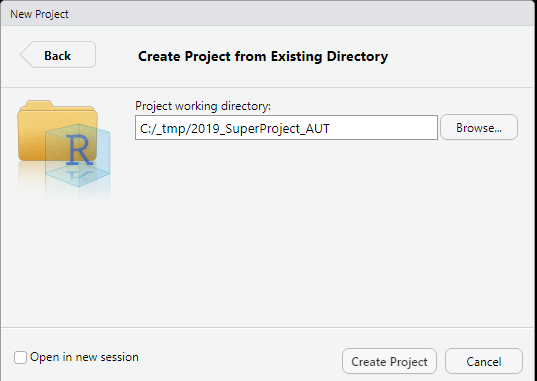 New Project
Back
Create Project from Existing Directory
Project working directory:
C:/_tmp/2019_SuperProject_AUT
Browse...
R
Open in new session
Create Project
Cancel